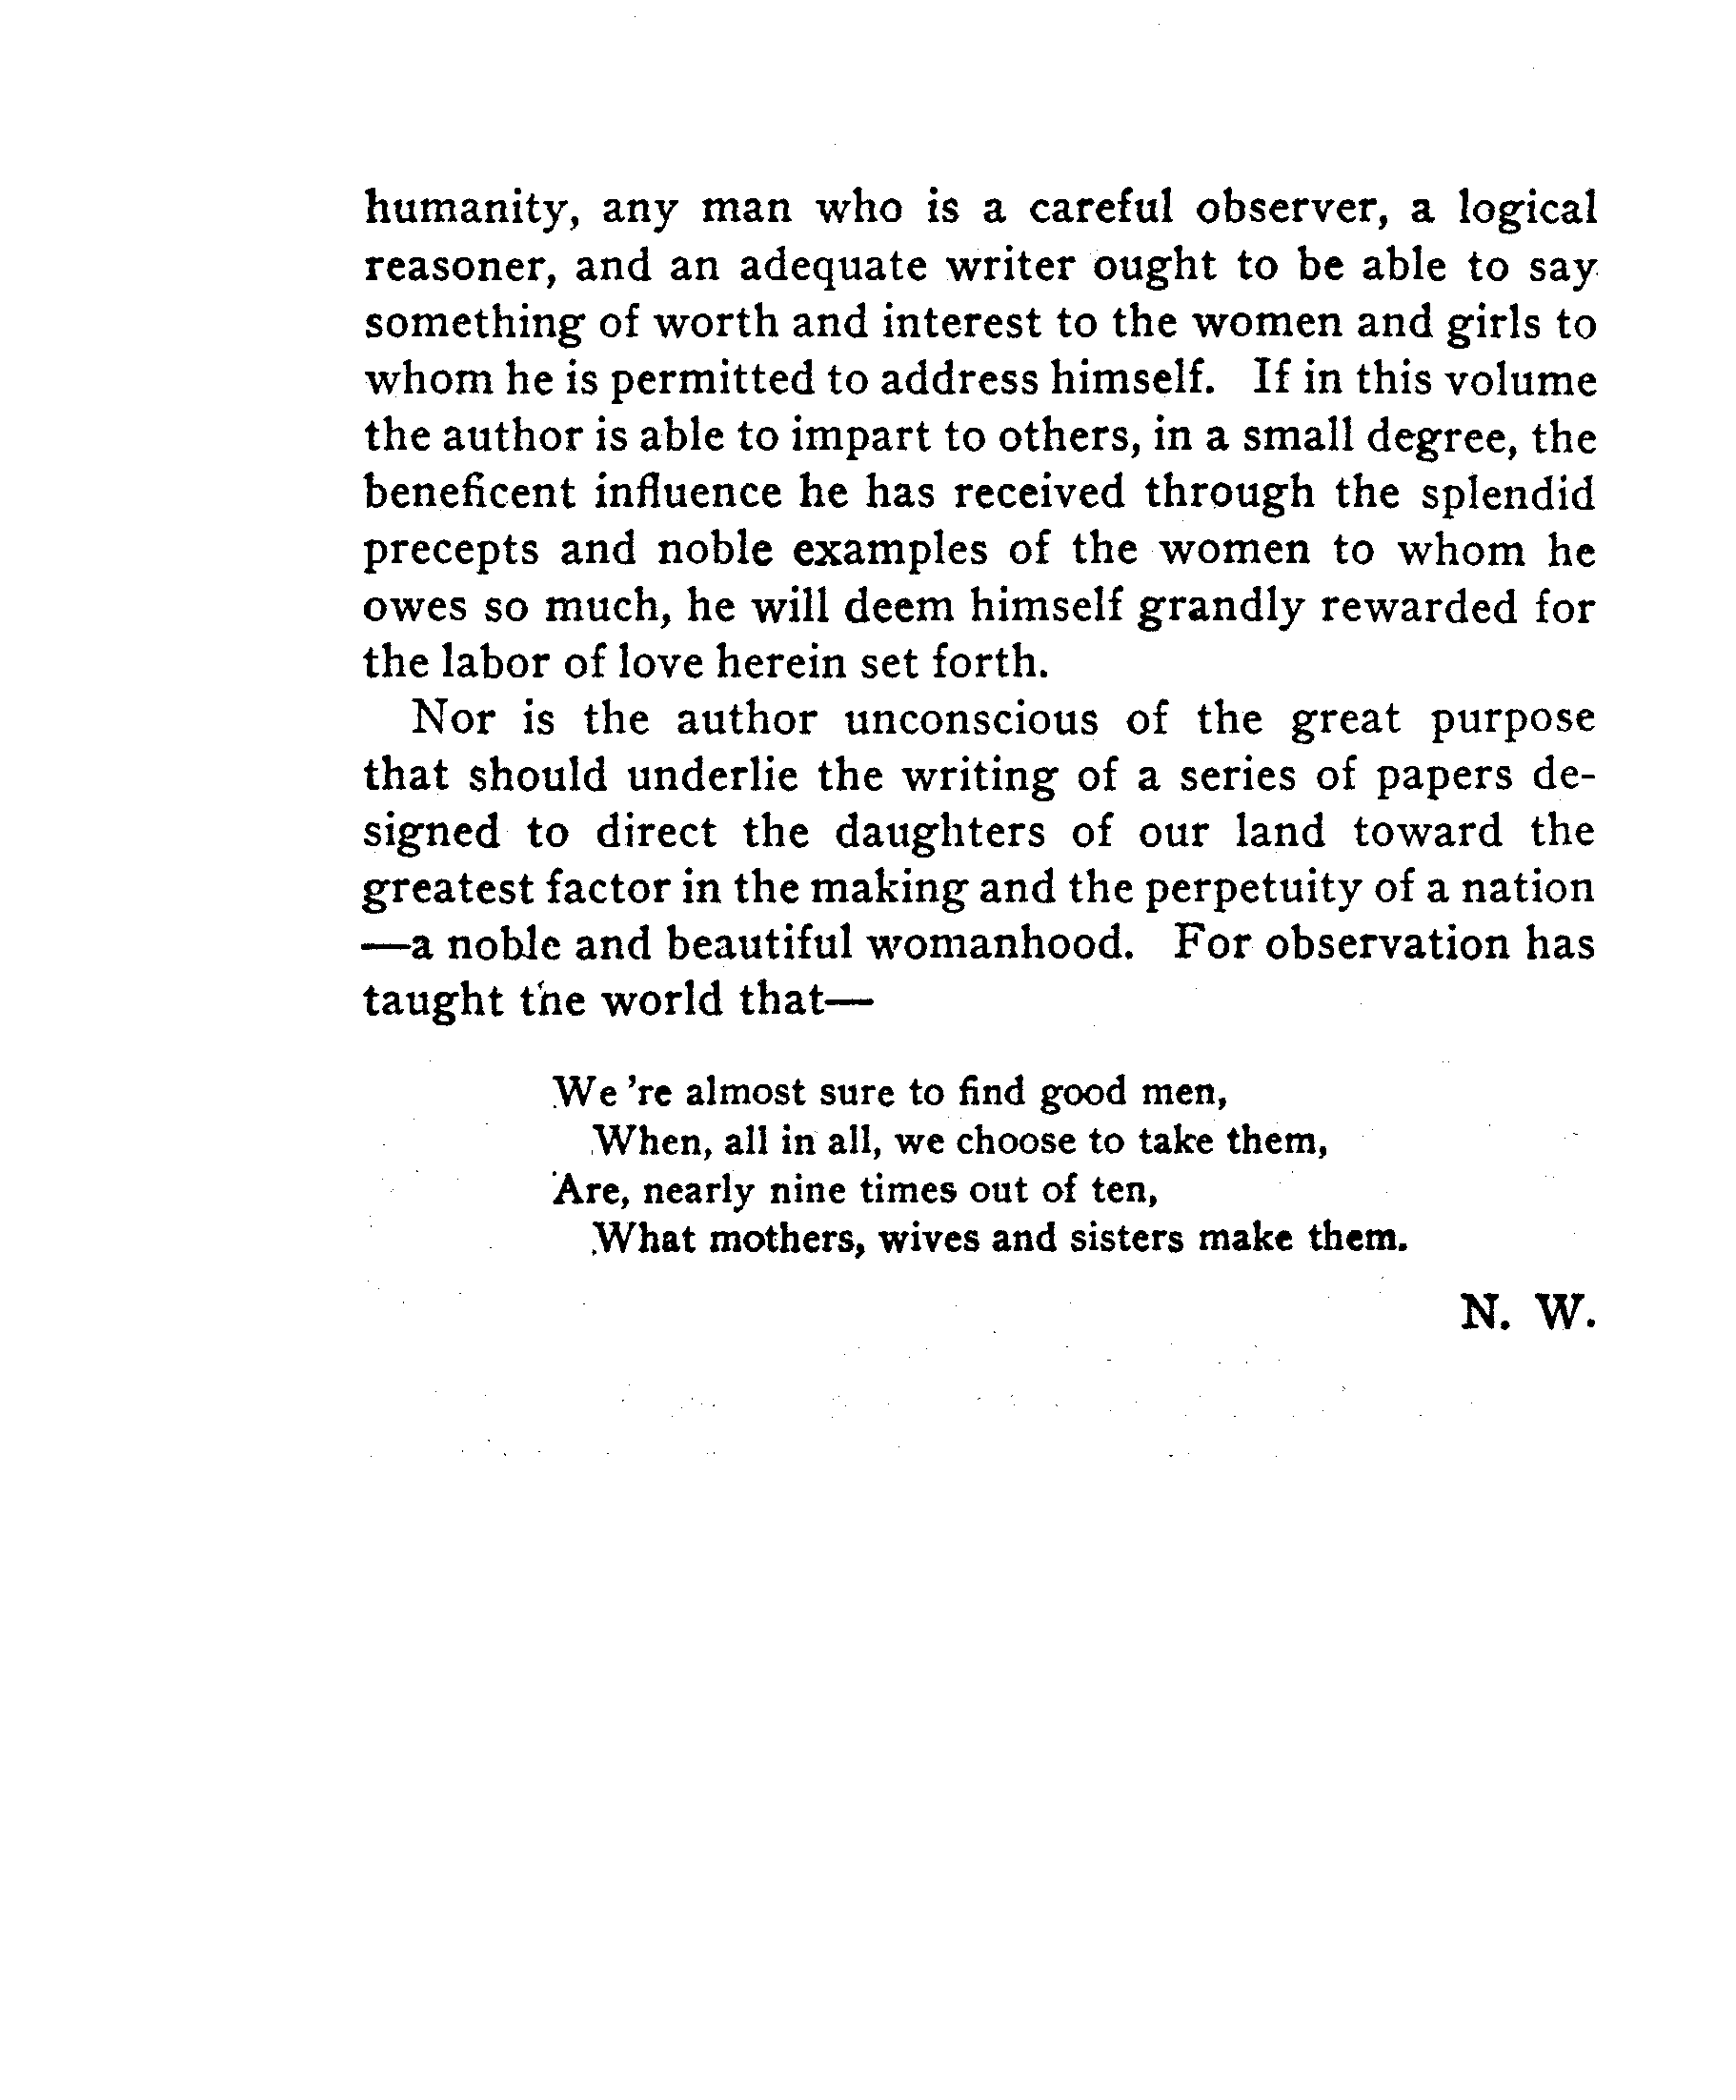 humanity, any man who is a careful observer, a logical
reasoner, and an adequate writer ought to be able to say
something of worth and interest to the women and girls to
whom he is permitted to address himself. If in this volume
the author is able to impart to others, in a small degree, the
beneficent influence he has received through the splendid
precepts and noble examples of the women to whom he
owes so much, he will deem himself grandly rewarded for
the labor of love herein set forth.
Nor is the author unconscious of the great purpose
that should underlie the writing of a series of papers de-
signed to direct the daughters of our land toward the
greatest factor in the making and the perpetuity of a nation
—a noble and beautiful womanhood. For observation has
taught the world that—
We 're almost sure to find good men,
When, all in all, we choose to take them,
Are, nearly nine times out of ten,
What mothers, wives and sisters make them.
N. W.